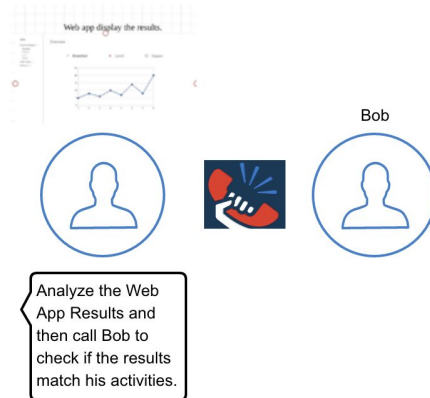 Web app display the results.
Overview
Bob
Analyze the Web
App Results and
then call Bob to
check if the results
match his activities.